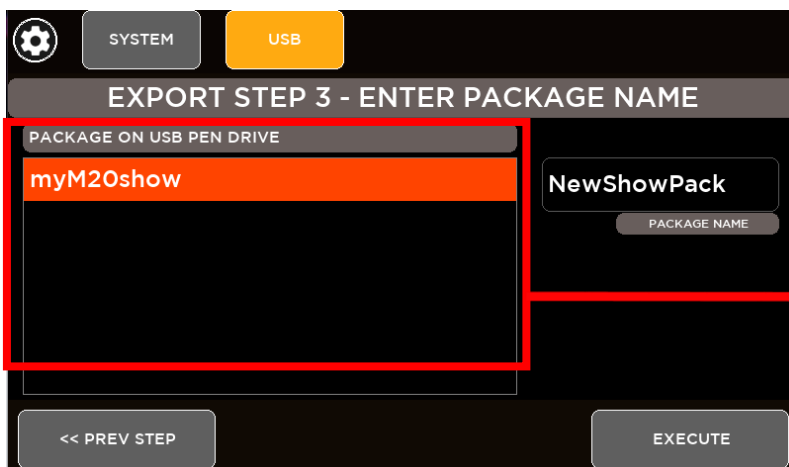 SYSTEM
USB
EXPORT STEP 3 - ENTER PACKAGE NAME
PACKAGE ON USB PEN DRIVE
myM20show
NewShowPack
PACKAGE NAME
<< PREV STEP
EXECUTE